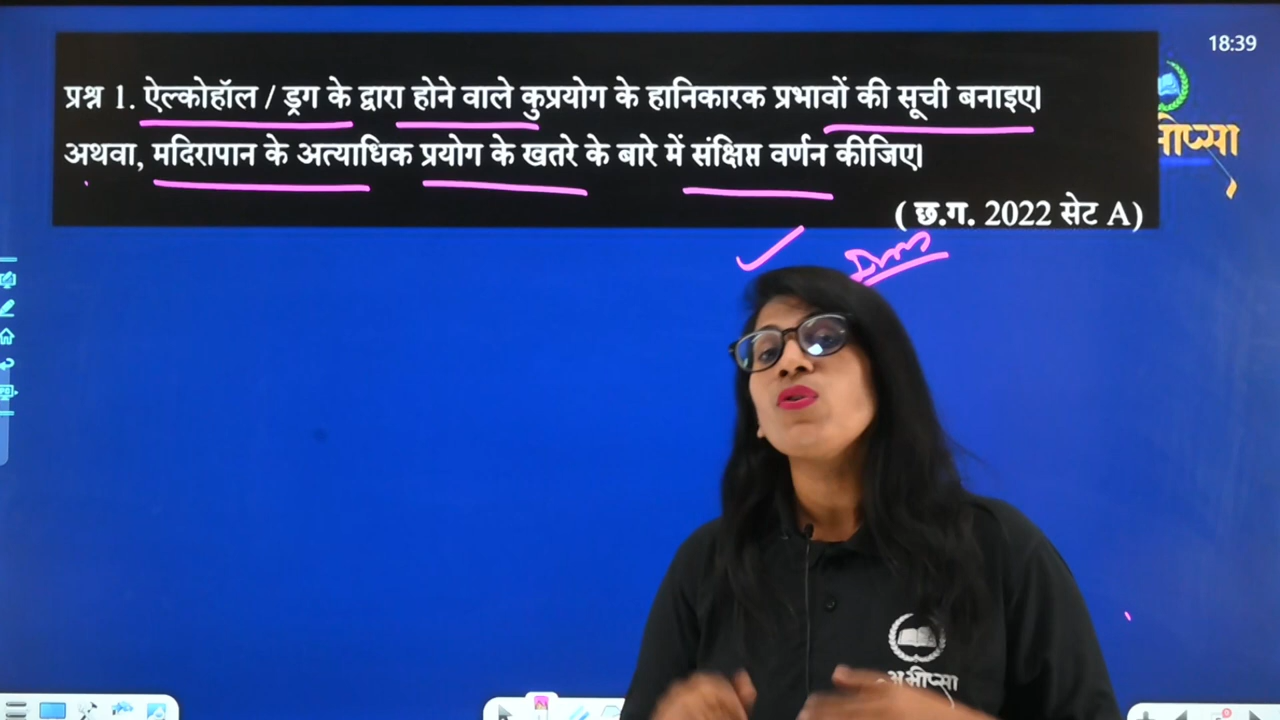 18:39
प्रश्न 1. ऐल्कोहॉल / ड्रग के द्वारा होने वाले कुप्रयोग के हानिकारक प्रभावों की सूची बनाइए।
अथवा, मदिरापान के अत्याधिक प्रयोग के खतरे के बारे में संक्षिप्त वर्णन कीजिए।
( छ.ग. 2022 सेट A)
अभीप्सा